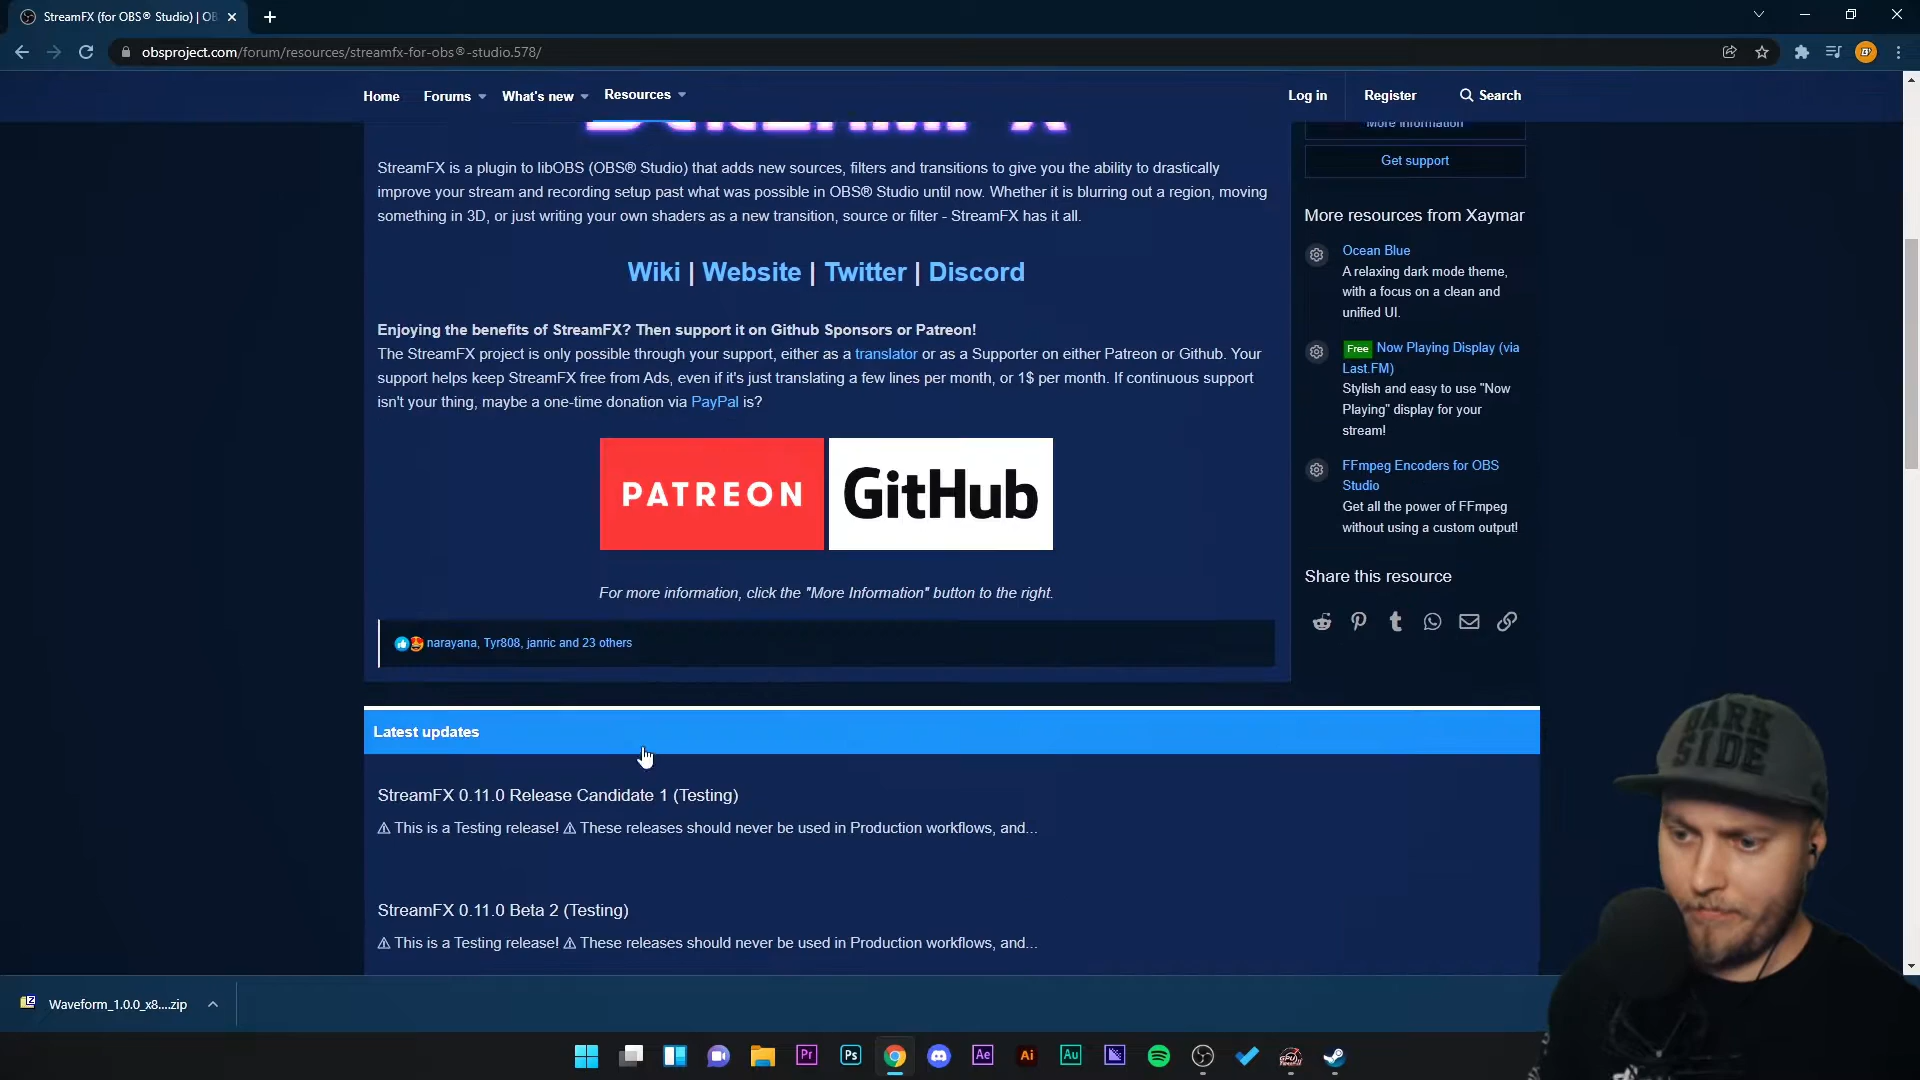 StreamFX (for OBS® Studio) | OB
obsproject.com/forum/resources/streamfx-for-obs®-studio.578/
Home
Forums
What's new
Resources
Log in
Register
Search
STREAMFX
StreamFX is a plugin to libOBS (OBS® Studio) that adds new sources, filters and transitions to give you the ability to drastically
improve your stream and recording setup past what was possible in OBS® Studio until now. Whether it is blurring out a region, moving
something in 3D, or just writing your own shaders as a new transition, source or filter - StreamFX has it all.
Wiki | Website | Twitter | Discord
Enjoying the benefits of StreamFX? Then support it on Github Sponsors or Patreon!
The StreamFX project is only possible through your support, either as a translator or as a Supporter on either Patreon or Github. Your
support helps keep StreamFX free from Ads, even if it's just translating a few lines per month, or 1$ per month. If continuous support
isn't your thing, maybe a one-time donation via PayPal is?
PATREON
GitHub
For more information, click the "More Information" button to the right.
narayana, Tyr808, janric and 23 others
More information
Get support
More resources from Xaymar
Ocean Blue
A relaxing dark mode theme,
with a focus on a clean and
unified UI.
Free Now Playing Display (via
Last.FM)
Stylish and easy to use "Now
Playing" display for your
stream!
FFmpeg Encoders for OBS
Studio
Get all the power of FFmpeg
without using a custom output!
Share this resource
Latest updates
StreamFX 0.11.0 Release Candidate 1 (Testing)
⚠ This is a Testing release! ⚠ These releases should never be used in Production workflows, and...
StreamFX 0.11.0 Beta 2 (Testing)
⚠ This is a Testing release! ⚠ These releases should never be used in Production workflows, and...
DARK
SIDE
Waveform_1.0.0_x8....zip
Pr
Ps
Ae
Ai
Au